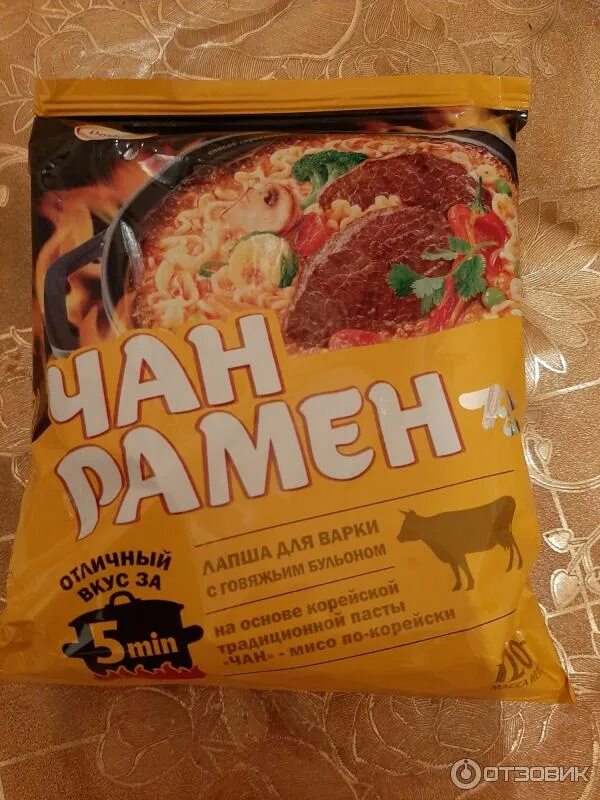 ЧАН
РАМЕН
ЛАПША ДЛЯ ВАРКИ
С ГОВЯЖЬИМ БУЛЬОНОМ
ОТЛИЧНЫЙ
ВКУС ЗА
5 min
на основе корейской
традиционной пасты
"ЧАН" - мисо по-корейски
МАССА
ОТЗОВИК